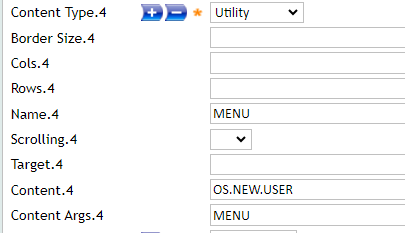 Content Type.4 Utility
Border Size.4
Cols.4
Rows.4
Name.4 MENU
Scrolling.4
Target.4
Content.4 OS.NEW.USER
Content Args.4 MENU